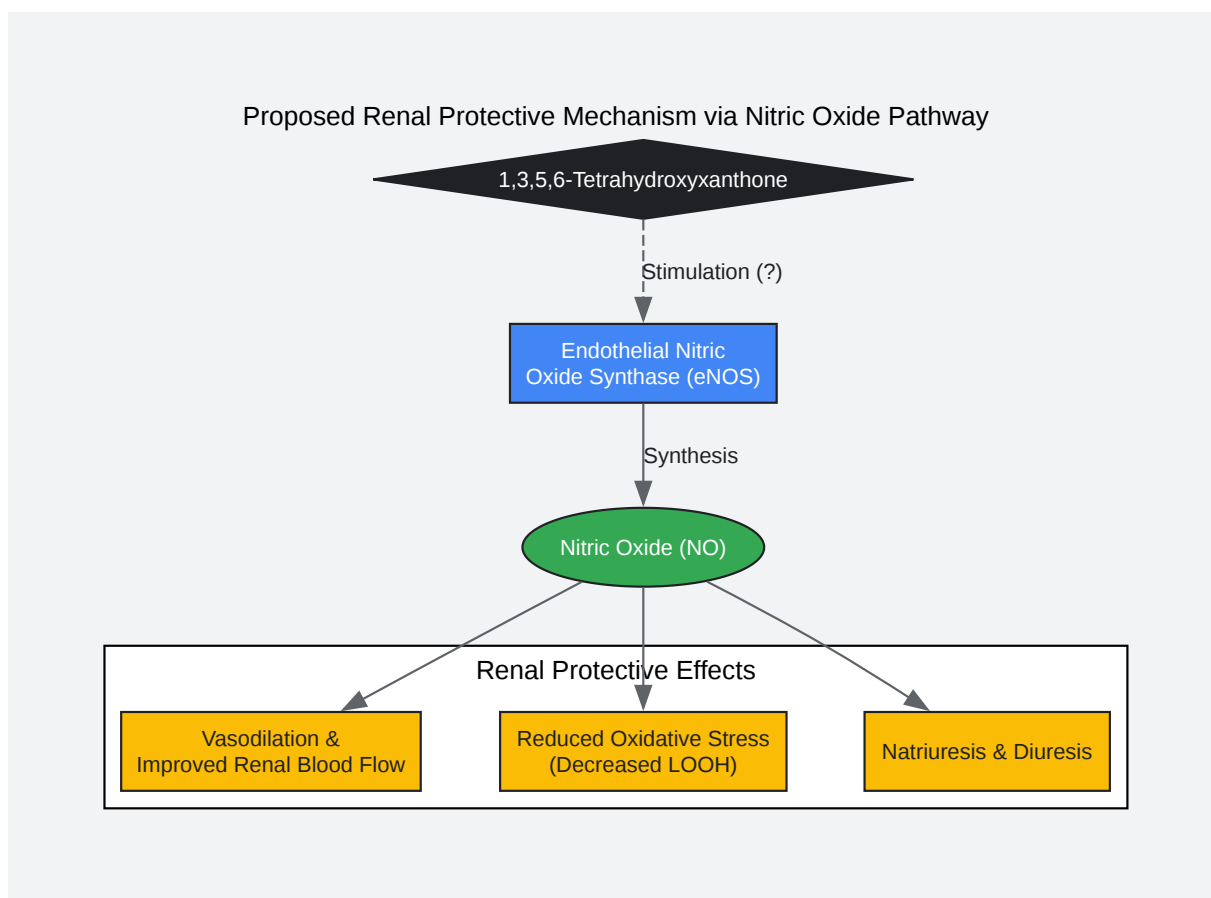 Proposed Renal Protective Mechanism via Nitric Oxide Pathway
1,3,5,6-Tetrahydroxyxanthone
Stimulation (?)
Endothelial Nitric
Oxide Synthase (eNOS)
Synthesis
Nitric Oxide (NO)
Renal Protective Effects
Vasodilation &
Improved Renal Blood Flow
Reduced Oxidative Stress
(Decreased LOOH)
Natriuresis & Diuresis